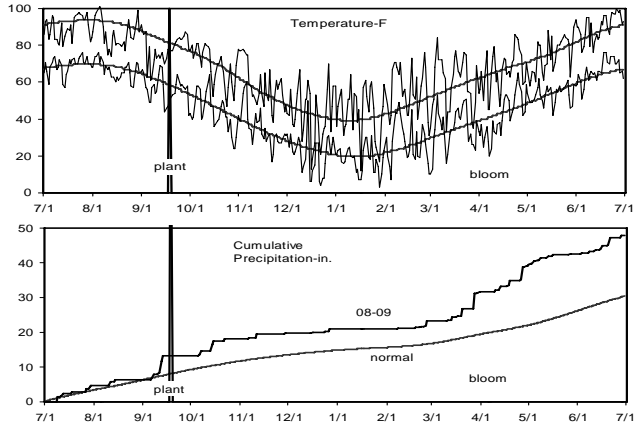 Temperature-F
100
80
60
40
20
0
plant
bloom
7/1 8/1 9/1 10/1 11/1 12/1 1/1 2/1 3/1 4/1 5/1 6/1 7/1
50
40
30
20
10
0
Cumulative
Precipitation-in.
08-09
normal
plant
bloom
7/1 8/1 9/1 10/1 11/1 12/1 1/1 2/1 3/1 4/1 5/1 6/1 7/1